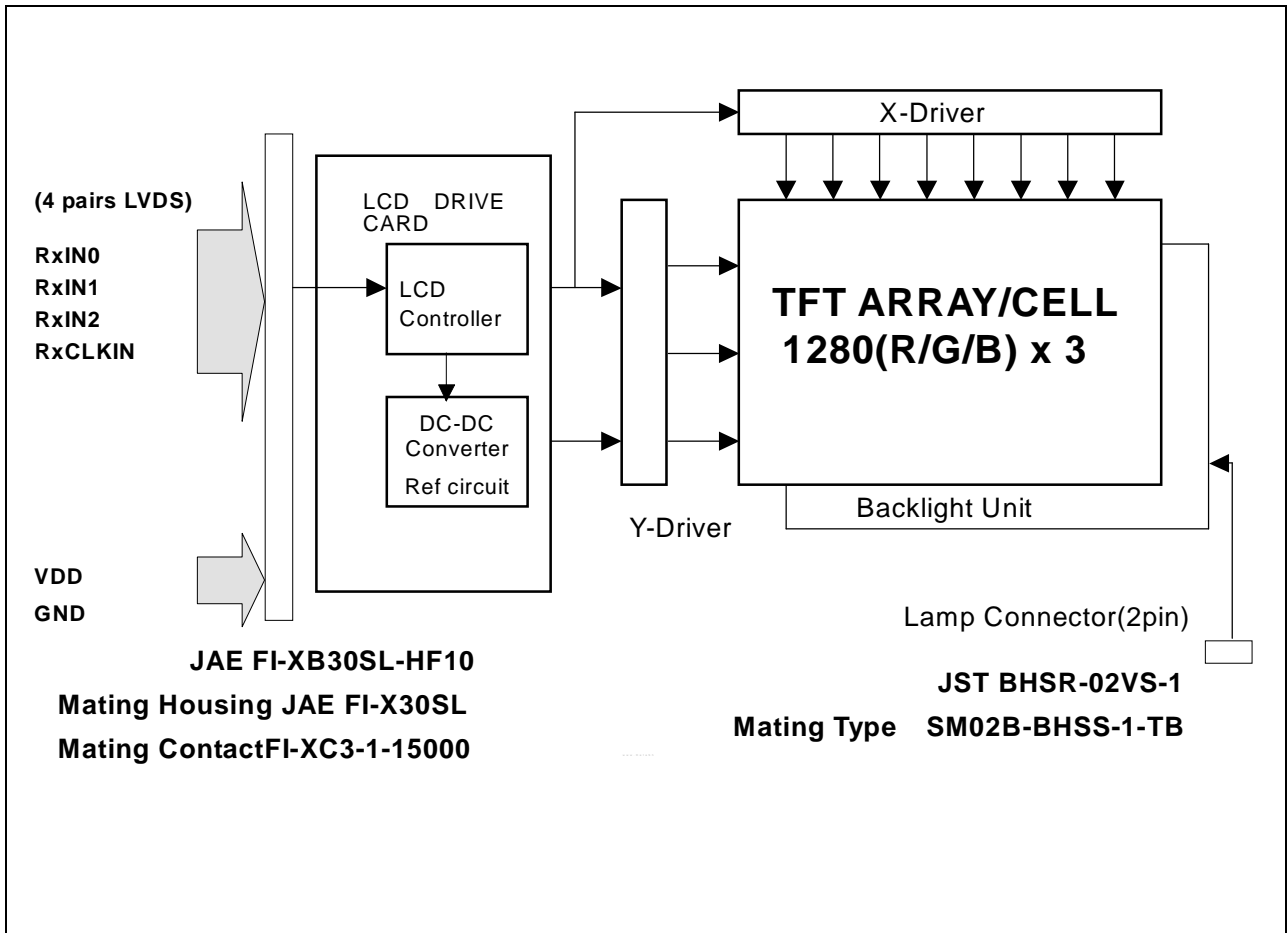 X-Driver
(4 pairs LVDS)
RxIN0
RxIN1
RxIN2
RxCLKIN
LCD DRIVE
CARD
LCD
Controller
DC-DC
Converter
Ref circuit
TFT ARRAY/CELL
1280(R/G/B) x 3
Y-Driver
Backlight Unit
VDD
GND
Lamp Connector(2pin)
JAE FI-XB30SL-HF10
Mating Housing JAE FI-X30SL
Mating ContactFI-XC3-1-15000
JST BHSR-02VS-1
Mating Type SM02B-BHSS-1-TB